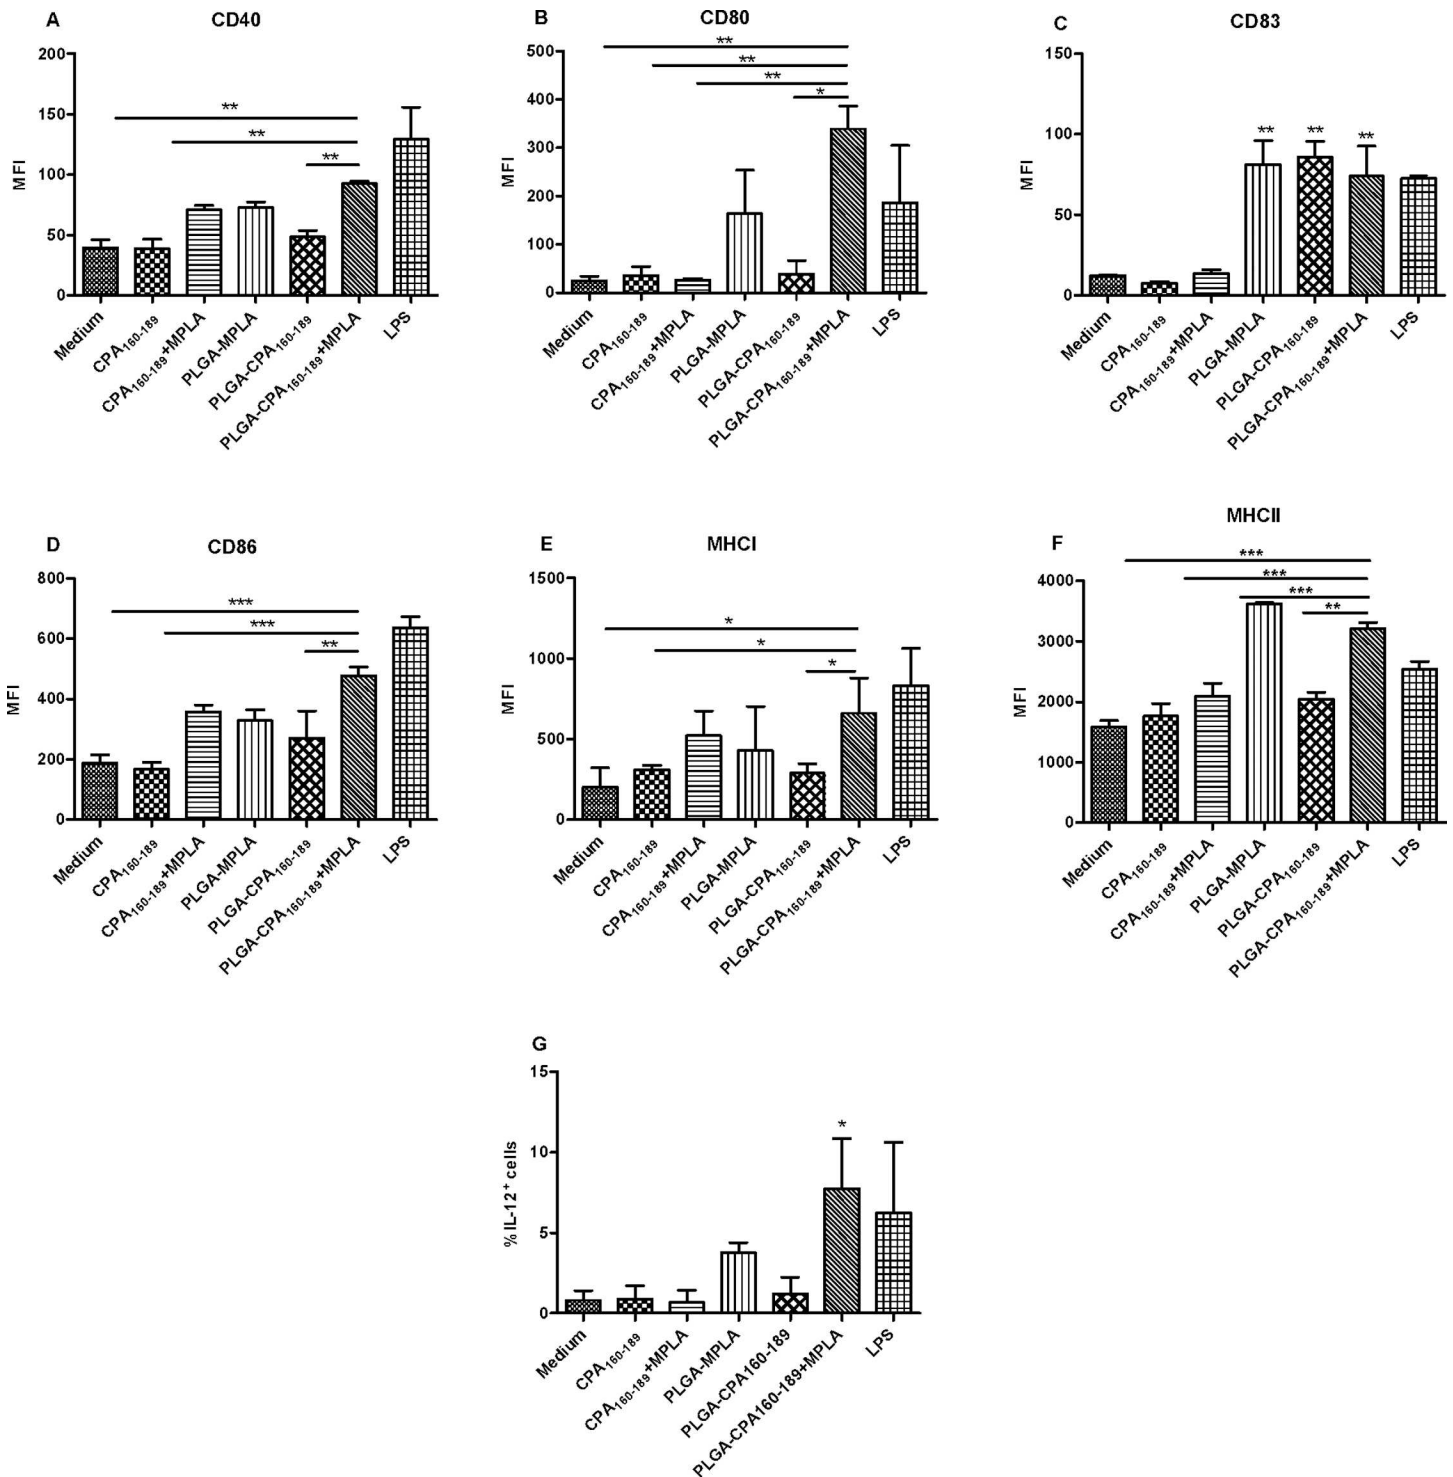 A
CD40
MFI
200
150
100
50
0
**
**
**
Medium
CPA160-189
CPA160-189+MPLA
PLGA-MPLA
PLGA-CPA160-189
PLGA-CPA160-189+MPLA
LPS
B
CD80
MFI
500
400
300
200
100
0
**
**
**
*
Medium
CPA160-189
CPA160-189+MPLA
PLGA-MPLA
PLGA-CPA160-189
PLGA-CPA160-189+MPLA
LPS
C
CD83
MFI
150
100
50
0
** ** **
Medium
CPA160-189
CPA160-189+MPLA
PLGA-MPLA
PLGA-CPA160-189
PLGA-CPA160-189+MPLA
LPS
D
CD86
MFI
800
600
400
200
0
***
***
**
Medium
CPA160-189
CPA160-189+MPLA
PLGA-MPLA
PLGA-CPA160-189
PLGA-CPA160-189+MPLA
LPS
E
MHCI
MFI
1500
1000
500
0
*
*
*
Medium
CPA160-189
CPA160-189+MPLA
PLGA-MPLA
PLGA-CPA160-189
PLGA-CPA160-189+MPLA
LPS
F
MHCII
MFI
4000
3000
2000
1000
0
***
***
***
**
Medium
CPA160-189
CPA160-189+MPLA
PLGA-MPLA
PLGA-CPA160-189
PLGA-CPA160-189+MPLA
LPS
G
%IL-12+ cells
15
10
5
0
*
Medium
CPA160-189
CPA160-189+MPLA
PLGA-MPLA
PLGA-CPA160-189
PLGA-CPA160-189+MPLA
LPS